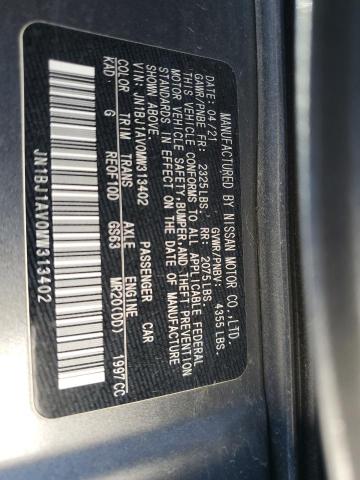 MANUFACTURED BY NISSAN MOTOR CO.,LTD.
04/21 GVWR/PNBV: 4355 LBS.
GAWR/PNBE FR: 2325 LBS. RR: 2075 LBS.
THIS VEHICLE CONFORMS TO ALL APPLICABLE FEDERAL
MOTOR VEHICLE SAFETY, BUMPER, AND THEFT PREVENTION
STANDARDS IN EFFECT ON THE DATE OF MANUFACTURE
SHOWN ABOVE.
VIN: JN1BJ1AV0MW313402 PASSENGER CAR
COLOR TRIM TRANS AXLE ENGINE
KAD G RE0F10D GS63 MR20(DD) 1997CC
JN1BJ1AV0MW313402